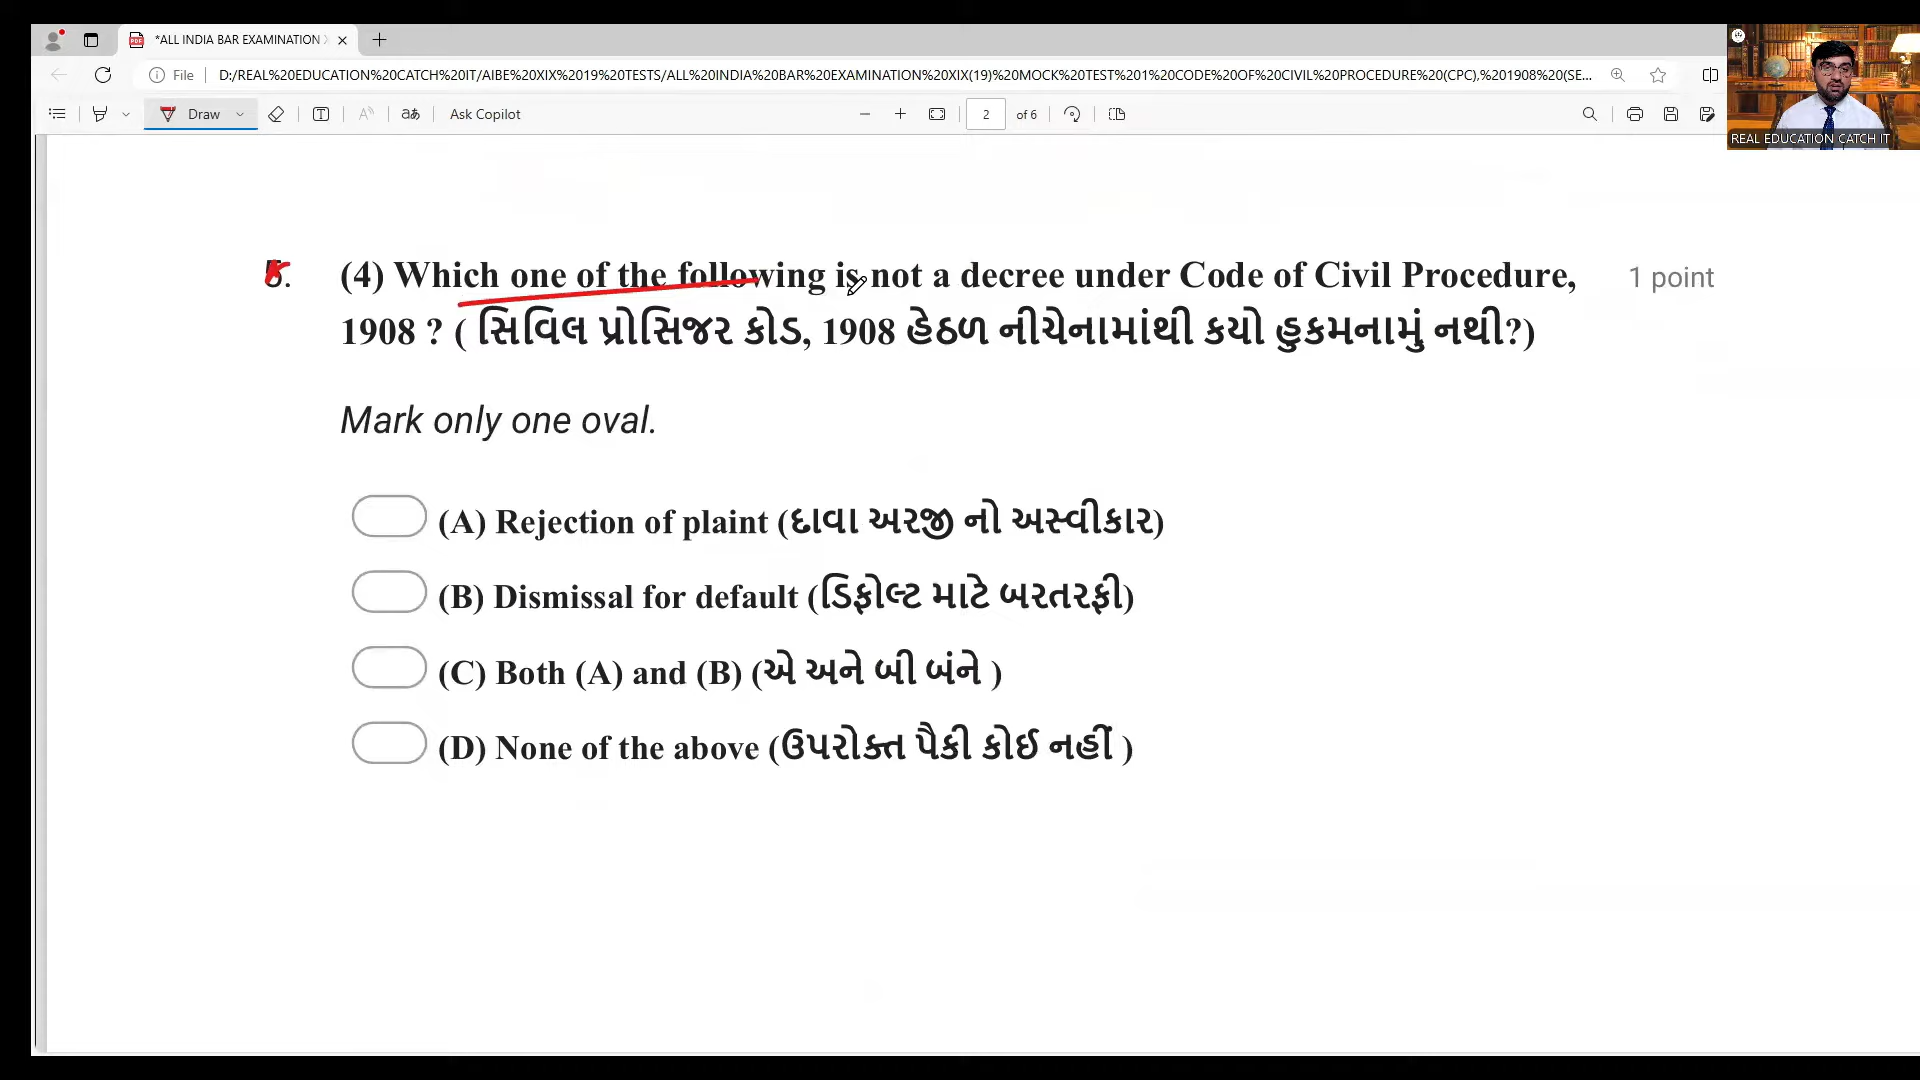 *ALL INDIA BAR EXAMINATION X
File D:/REAL%20EDUCATION%20CATCH%20IT/AIBE%20XIX%2019%20TESTS/ALL%20INDIA%20BAR%20EXAMINATION%20XIX(19)%20MOCK%20TEST%201%20CODE%20OF%20CIVIL%20PROCEDURE%20(CPC),%201908%20(SE...
Draw aあ Ask Copilot 2 of 6
REAL EDUCATION CATCH IT
5. (4) Which one of the following is not a decree under Code of Civil Procedure, 1 point
1908 ? ( સિવિલ પ્રોસિજર કોડ, 1908 હેઠળ નીચેનામાંથી કયો હુકમનામું નથી?)
Mark only one oval.
(A) Rejection of plaint (દાવા અરજી નો અસ્વીકાર)
(B) Dismissal for default (ડિફોલ્ટ માટે બરતરફી)
(C) Both (A) and (B) (એ અને બી બંને )
(D) None of the above (ઉપરોક્ત પૈકી કોઈ નહીં )